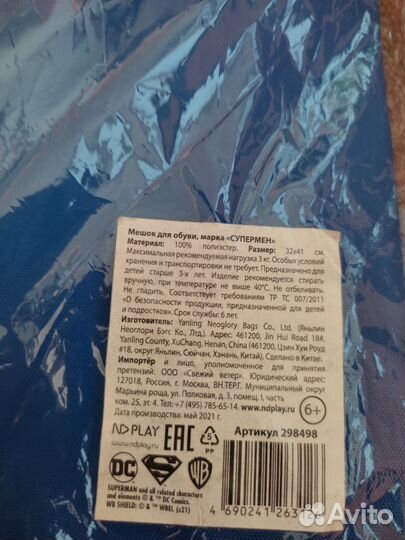 Мешок для обуви, марка «СУПЕРМЕН»
Материал: 100% полиэстер. Размер: 32х41 см.
Максимальная рекомендуемая нагрузка 3 кг. Особых условий
хранения и транспортировки не требует. Предназначено для
детей старше 3-х лет. Изделие рекомендуется стирать
вручную, при температуре не выше 40°С. Не отбеливать.
Не гладить. Соответствует требованиям ТР ТС 007/2011
«О безопасности продукции, предназначенной для детей
и подростков». Срок службы: 6 лет.
Изготовитель: Yanling Neoglory Bags Co., Ltd. (Яньлин
Неоглори Бэгс Ко., Лтд). Адрес: 461200, Jin Hui Road 18#,
Yanling County, XuChang, Henan, China (461200, Цзин Хуи Роуд
#18, округ Яньлин, Сюйчан, Хэнань, Китай). Сделано в Китае.
Импортёр и лицо, уполномоченное для принятия
претензий: ООО «Свежий ветер». Юридический адрес:
127018, Россия, г. Москва, ВН.ТЕР.Г. Муниципальный округ
Марьина роща, ул. Полковая, д. 3, помещ. I, часть
ком. 25, эт. 4. Тел: +7 (495) 785-65-14. www.ndplay.ru
Дата производства: май 2021 г.
6+
ND PLAY
www.ndplay.ru
EAC
5
PP
Артикул 298498
DC
S
WB
SUPERMAN and all related characters
and elements © & ™ DC Comics.
WB SHIELD: © & ™ WBEI. (s21)
4 690241 2631
Avito